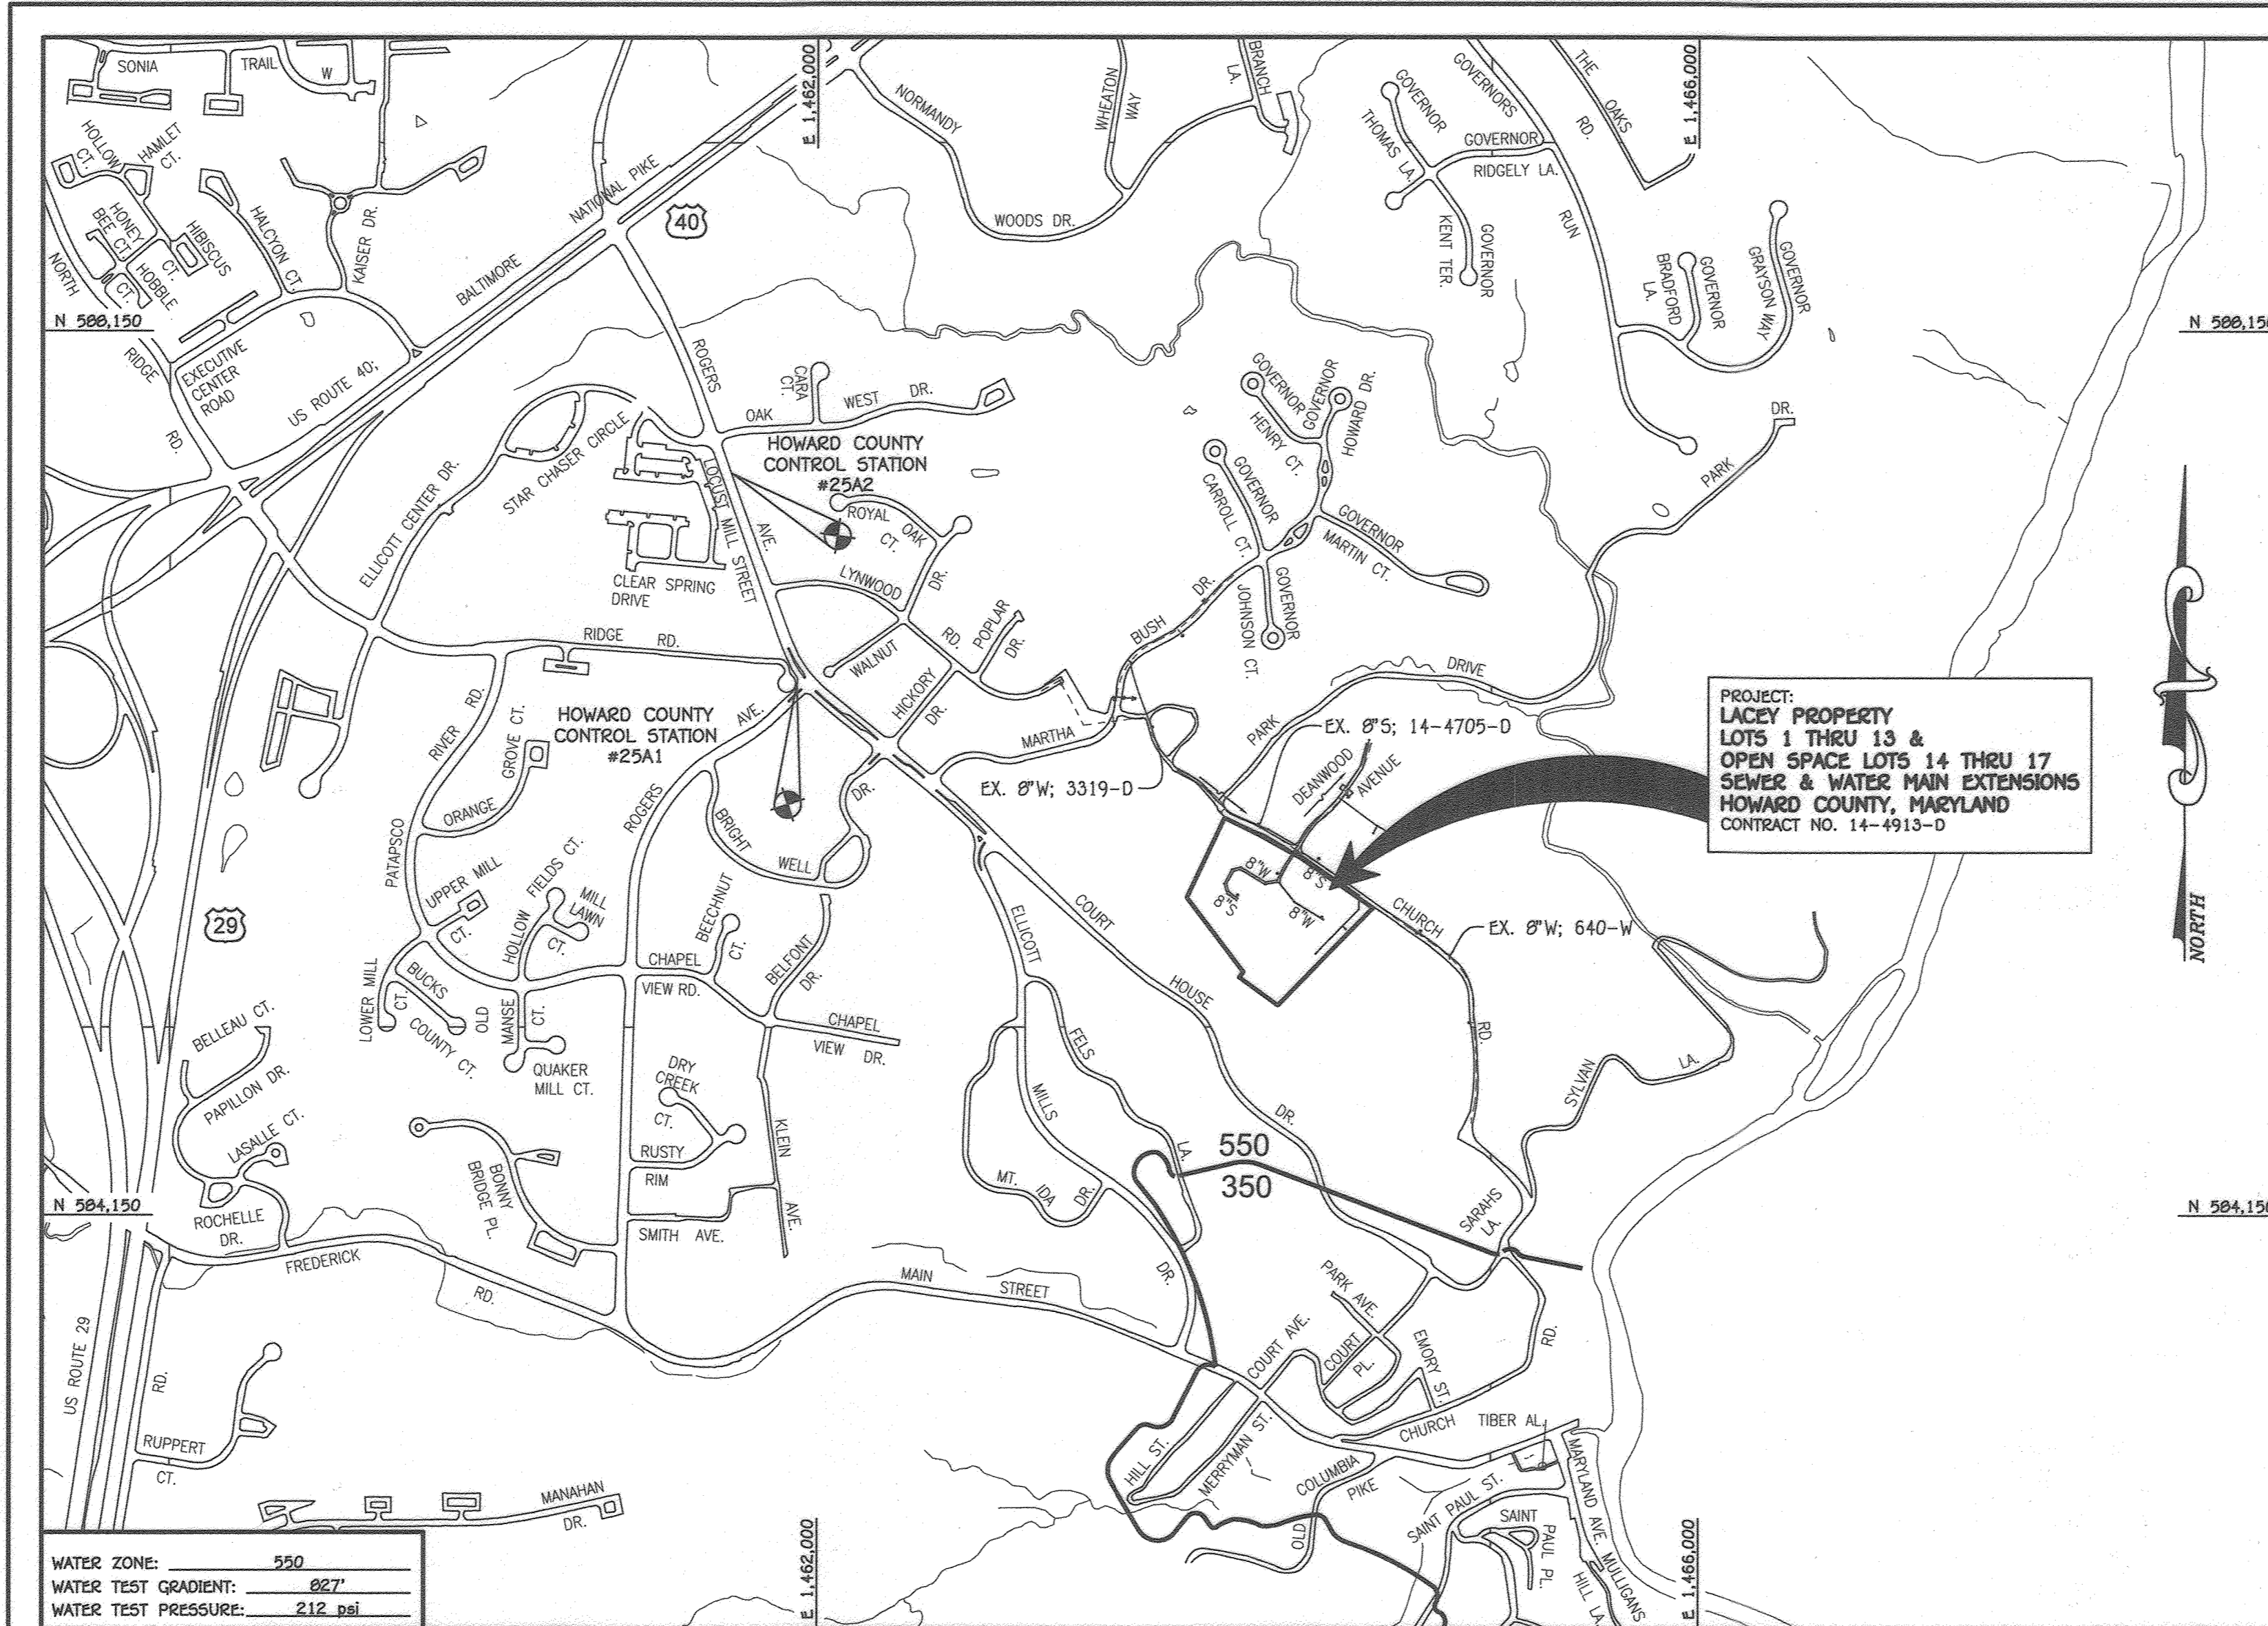 SONIA
TRAIL
W
HOLLOW
CT.
HAMLET
CT.
HONEY
BEE CT.
HIBISCUS
CT.
HOBBLE
CT.
HALCYON CT.
KAISER DR.
NORTH
RIDGE
RD.
N 588,150
EXECUTIVE
CENTER
ROAD
US ROUTE 40;
BALTIMORE
NATIONAL PIKE
40
E 1,462,000
NORMANDY
WOODS DR.
WHEATON
WAY
BRANCH
LA.
GOVERNOR
THOMAS LA.
GOVERNORS
RUN
GOVERNOR
RIDGELY LA.
GOVERNOR
KENT TER.
THE
OAKS
RD.
E 1,466,000
GOVERNOR
BRADFORD
LA.
GOVERNOR
GRAYSON WAY
N 588,150
ROGERS
AVE.
CARA
CT.
OAK
WEST
DR.
HOWARD COUNTY
CONTROL STATION
#25A2
ELLICOTT CENTER DR.
STAR CHASER CIRCLE
LOCUST MILL STREET
CLEAR SPRING
DRIVE
ROYAL
OAK
CT.
LYNWOOD
DR.
RD.
POPLAR
DR.
WALNUT
HICKORY
DR.
RIDGE
RD.
GOVERNOR
HENRY CT.
GOVERNOR
HOWARD DR.
GOVERNOR
CARROLL CT.
GOVERNOR
MARTIN CT.
GOVERNOR
JOHNSON CT.
BUSH
DR.
PARK
DR.
PARK
DRIVE
MARTHA
RIVER
RD.
GROVE CT.
ORANGE
PATAPSCO
HOWARD COUNTY
CONTROL STATION
#25A1
ROGERS
AVE.
BRIGHT
WELL
DR.
EX. 8"S; 14-4705-D
EX. 8"W; 3319-D
DEANWOOD
AVENUE
PROJECT:
LACEY PROPERTY
LOTS 1 THRU 13 &
OPEN SPACE LOTS 14 THRU 17
SEWER & WATER MAIN EXTENSIONS
HOWARD COUNTY, MARYLAND
CONTRACT NO. 14-4913-D
8"W
8"S
8"S
8"W
CHURCH
RD.
EX. 8"W; 640-W
NORTH
29
UPPER MILL
CT.
HOLLOW
FIELDS CT.
MILL
LAWN
CT.
LOWER MILL
CT.
BUCKS
COUNTY CT.
OLD
MANSE
CT.
QUAKER
MILL CT.
CHAPEL
VIEW RD.
BEECHNUT
CT.
BELFONT
DR.
CHAPEL
VIEW DR.
ELLICOTT
MILLS
DR.
COURT
HOUSE
DR.
FELS
LA.
BELLEAU CT.
PAPILLON DR.
LASALLE CT.
ROCHELLE
DR.
N 584,150
BONNY
BRIDGE PL.
DRY
CREEK
CT.
RUSTY
RIM
SMITH AVE.
KLEIN
AVE.
MT.
IDA
DR.
550
350
SARAHS
LA.
SYLVAN
LA.
N 584,150
FREDERICK
RD.
MAIN
STREET
US ROUTE 29
RD.
RUPPERT
CT.
MANAHAN
DR.
PARK AVE.
COURT AVE.
COURT
PL.
EMORY ST.
CHURCH
RD.
TIBER AL.
HILL ST.
MERRYMAN ST.
OLD
COLUMBIA
PIKE
SAINT PAUL ST.
SAINT
PAUL PL.
MARYLAND AVE.
MULLIGANS
HILL LA.
E 1,462,000
E 1,466,000
WATER ZONE: 550
WATER TEST GRADIENT: 827'
WATER TEST PRESSURE: 212 psi